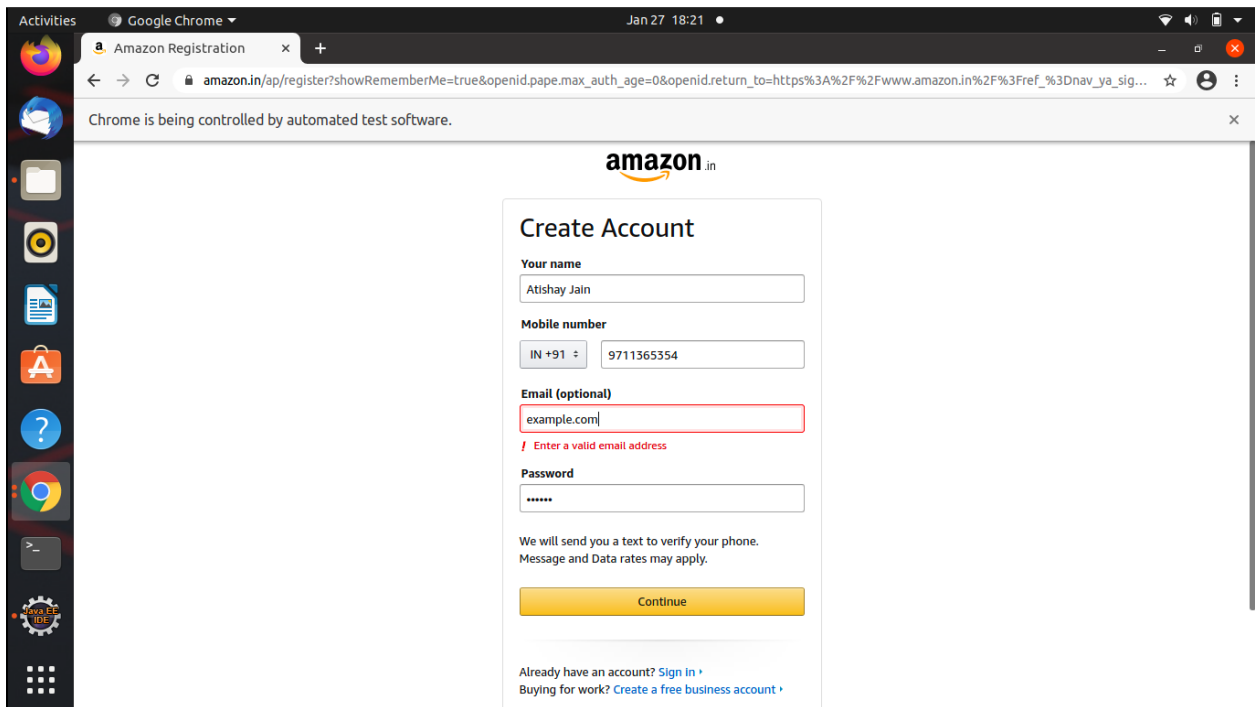 Activities Google Chrome Jan 27 18:21
Amazon Registration
amazon.in/ap/register?showRememberMe=true&openid.pape.max_auth_age=0&openid.return_to=https%3A%2F%2Fwww.amazon.in%2F%3Fref_%3Dnav_ya_sig...
Chrome is being controlled by automated test software.
amazon.in
Create Account
Your name
Atishay Jain
Mobile number
IN +91 9711365354
Email (optional)
example.com
! Enter a valid email address
Password
••••••
We will send you a text to verify your phone.
Message and Data rates may apply.
Continue
Already have an account? Sign in
Buying for work? Create a free business account
Java EE
IDE